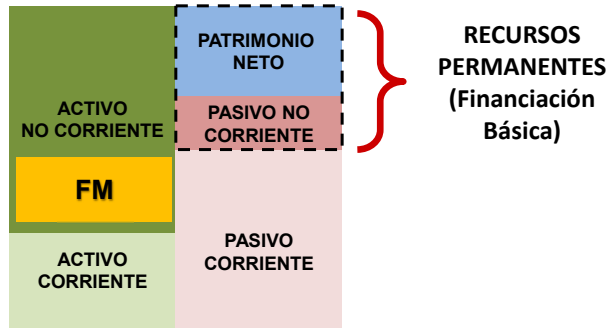 PATRIMONIO
NETO
ACTIVO
NO CORRIENTE
PASIVO NO
CORRIENTE
FM
ACTIVO
CORRIENTE
PASIVO
CORRIENTE
RECURSOS
PERMANENTES
(Financiación
Básica)